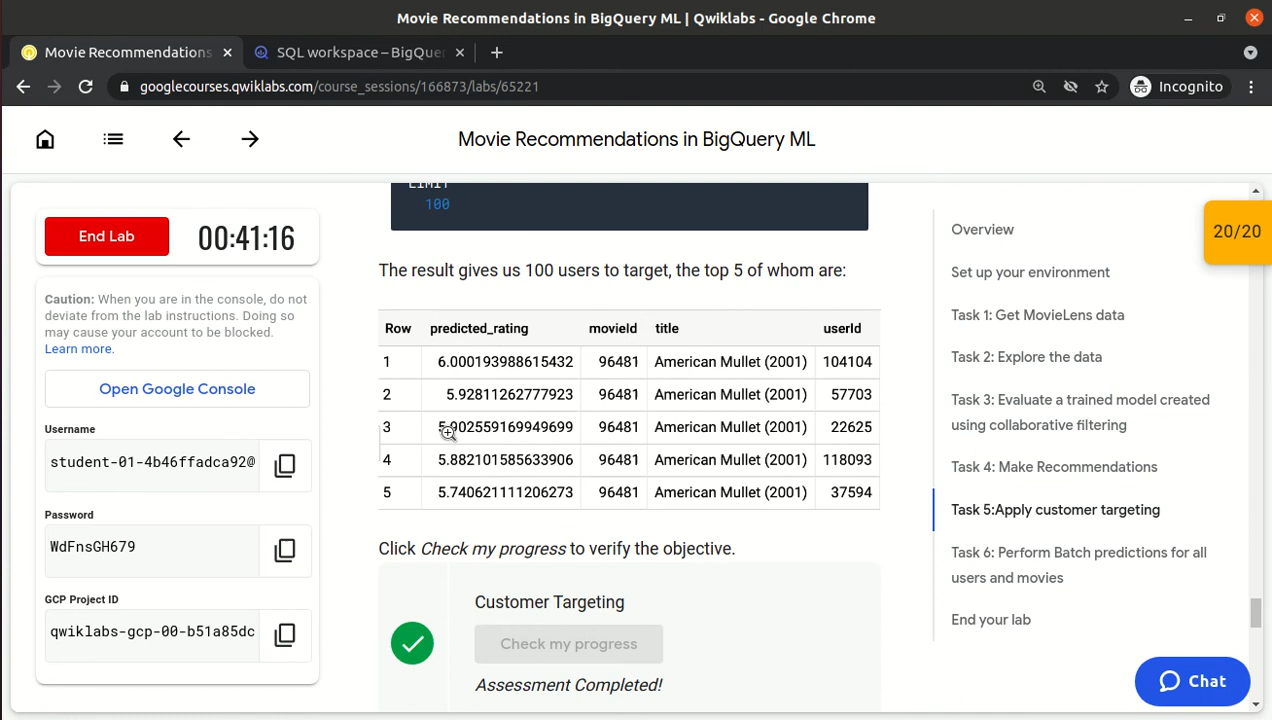 Movie Recommendations in BigQuery ML | Qwiklabs - Google Chrome
Movie Recommendations
SQL workspace – BigQuer
googlecourses.qwiklabs.com/course_sessions/166873/labs/65221
Incognito
Movie Recommendations in BigQuery ML
End Lab
00:41:16
Caution: When you are in the console, do not
deviate from the lab instructions. Doing so
may cause your account to be blocked.
Learn more.
Open Google Console
Username
student-01-4b46ffadca92@
Password
WdFnsGH679
GCP Project ID
qwiklabs-gcp-00-b51a85dc
LIMIT
100
The result gives us 100 users to target, the top 5 of whom are:
Row predicted_rating movieId title userId
1 6.000193988615432 96481 American Mullet (2001) 104104
2 5.92811262777923 96481 American Mullet (2001) 57703
3 5.902559169949699 96481 American Mullet (2001) 22625
4 5.882101585633906 96481 American Mullet (2001) 118093
5 5.740621111206273 96481 American Mullet (2001) 37594
Click Check my progress to verify the objective.
Customer Targeting
Check my progress
Assessment Completed!
Overview
Set up your environment
Task 1: Get MovieLens data
Task 2: Explore the data
Task 3: Evaluate a trained model created
using collaborative filtering
Task 4: Make Recommendations
Task 5:Apply customer targeting
Task 6: Perform Batch predictions for all
users and movies
End your lab
20/20
Chat